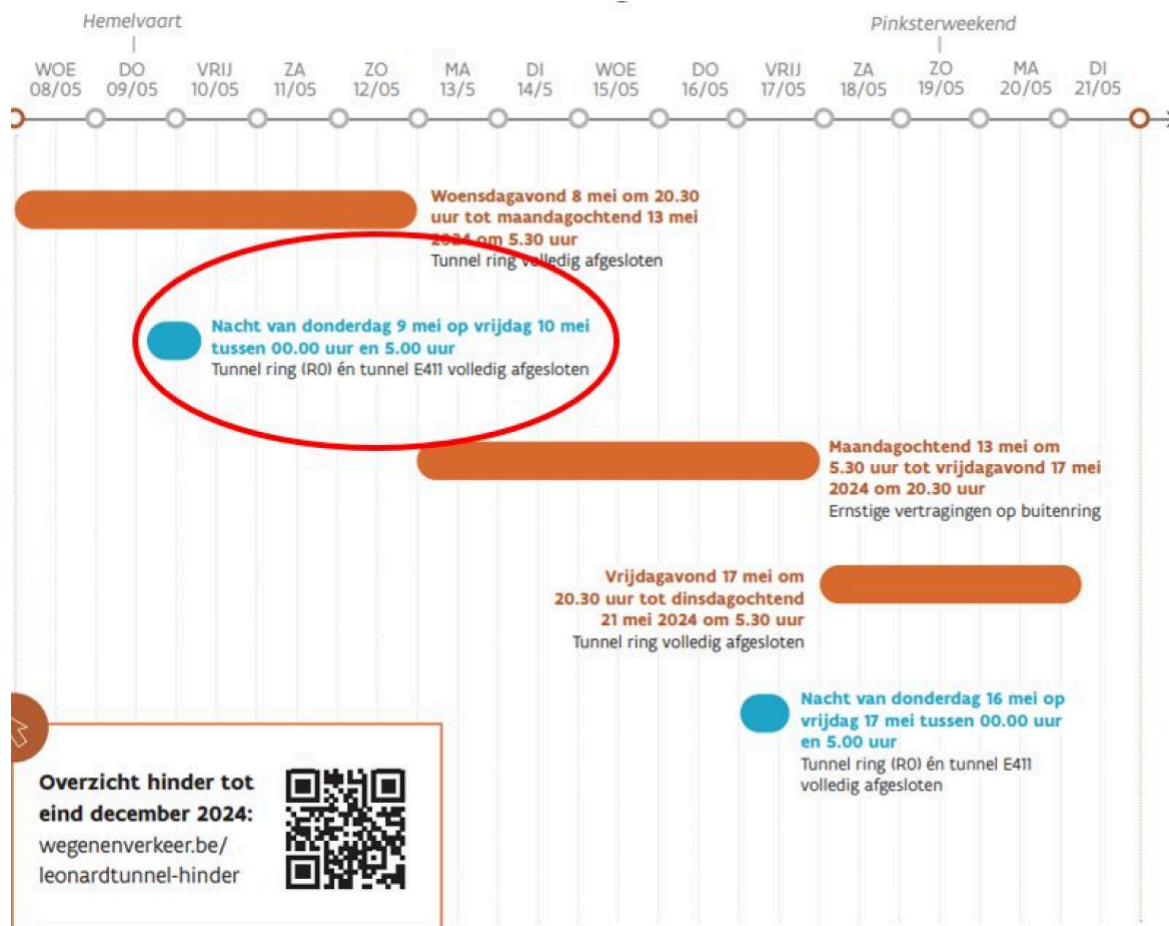 Hemelvaart
Pinksterweekend
WOE DO VRIJ ZA ZO MA DI WOE DO VRIJ ZA ZO MA DI
08/05 09/05 10/05 11/05 12/05 13/5 14/5 15/05 16/05 17/05 18/05 19/05 20/05 21/05
Woensdagavond 8 mei om 20.30
uur tot maandagochtend 13 mei
2024 om 5.30 uur
Tunnel ring volledig afgesloten
Nacht van donderdag 9 mei op vrijdag 10 mei
tussen 00.00 uur en 5.00 uur
Tunnel ring (R0) én tunnel E411 volledig afgesloten
Maandagochtend 13 mei om
5.30 uur tot vrijdagavond 17 mei
2024 om 20.30 uur
Ernstige vertragingen op buitenring
Vrijdagavond 17 mei om
20.30 uur tot dinsdagochtend
21 mei 2024 om 5.30 uur
Tunnel ring volledig afgesloten
Nacht van donderdag 16 mei op
vrijdag 17 mei tussen 00.00 uur
en 5.00 uur
Tunnel ring (R0) én tunnel E411
volledig afgesloten
Overzicht hinder tot
eind december 2024:
wegenenverkeer.be/
leonardtunnel-hinder